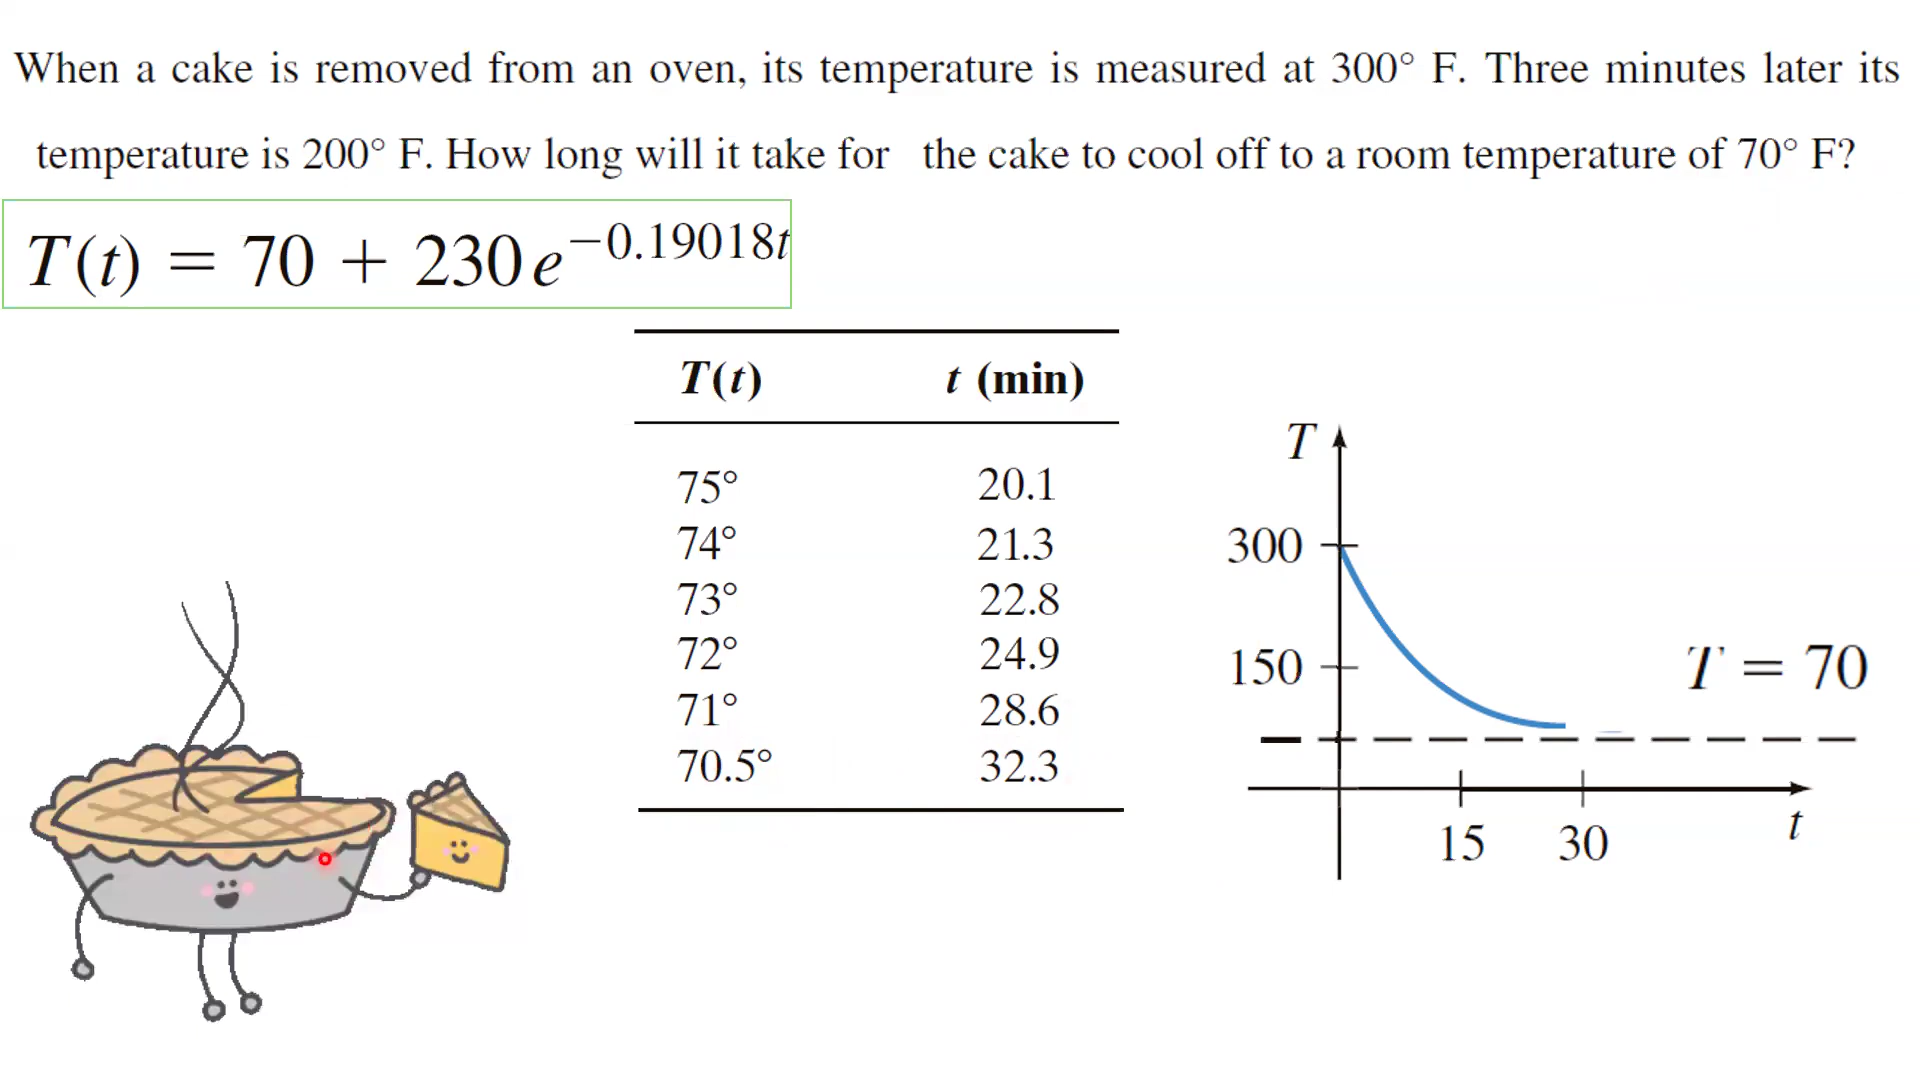 When a cake is removed from an oven, its temperature is measured at 300° F. Three minutes later its
temperature is 200° F. How long will it take for the cake to cool off to a room temperature of 70° F?
T(t) = 70 + 230e^−0.19018t
T(t) t (min)
75° 20.1
74° 21.3
73° 22.8
72° 24.9
71° 28.6
70.5° 32.3
T
300
150
T = 70
15 30
t